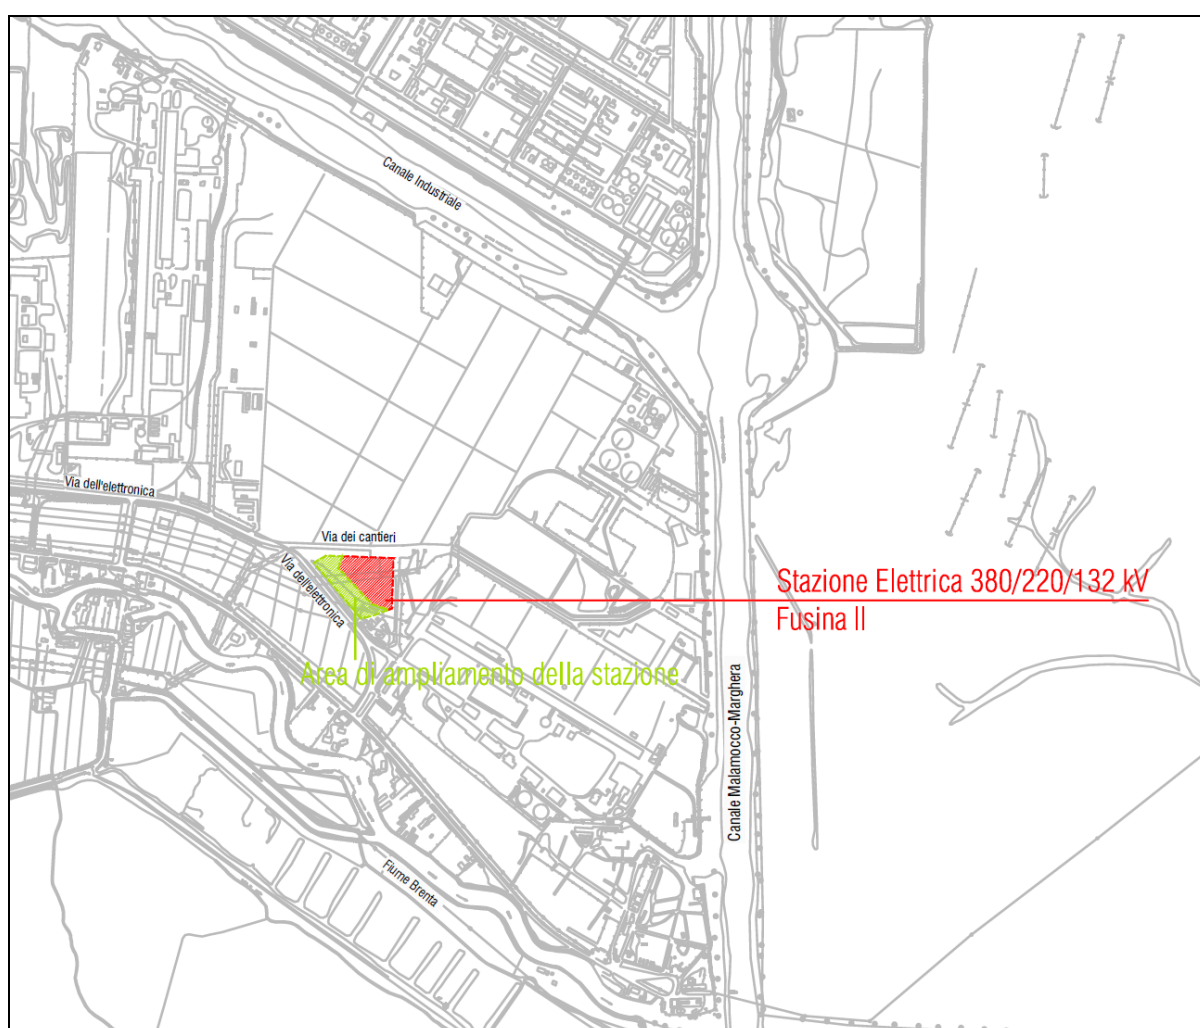 Canale Industriale
Via dell'elettronica
Via dei cantieri
Via dell'elettronica
Stazione Elettrica 380/220/132 kV
Fusina II
Area di ampliamento della stazione
Canale Malamocco-Marghera
Fiume Brenta